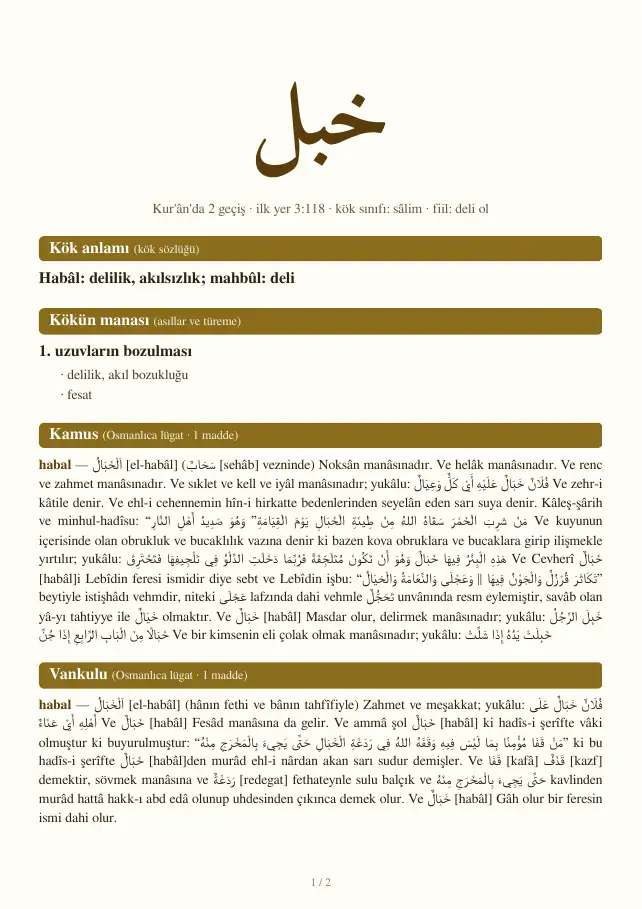 خبل
Kur'ân'da 2 geçiş · ilk yer 3:118 · kök sınıfı: sâlim · fiil: deli ol
Kök anlamı (kök sözlüğü)
Habâl: delilik, akılsızlık; mahbûl: deli
Kökün manası (asıllar ve türeme)
1. uzuvların bozulması
· delilik, akıl bozukluğu
· fesat
Kamus (Osmanlıca lügat · 1 madde)
habal — اَلْخَبَالُ [el-habâl] (سَحَابٌ [sehâb] vezninde) Noksân manâsınadır. Ve helâk manâsınadır. Ve renc
ve zahmet manâsınadır. Ve sıklet ve kell ve iyâl manâsınadır; yukâlu: فُلَانٌ خَبَالٌ عَلَيْهِ أَيْ كَلٌّ وَعِيَالٌ Ve zehr-i
kâtile denir. Ve ehl-i cehennemin hîn-i hirkatte bedenlerinden seyelân eden sarı suya denir. Kâleş-şârih
ve minhul-hadîsu: “مَنْ شَرِبَ الْخَمْرَ سَقَاهُ اللهُ مِنْ طِينَةِ الْخَبَالِ يَوْمَ الْقِيَامَةِ” وَهُوَ صَدِيدُ أَهْلِ النَّارِ Ve kuyunun
içerisinde olan obrukluk ve bucaklılık vazına denir ki bazen kova obruklara ve bucaklara girip ilişmekle
yırtılır; yukâlu: هَذِهِ الْبِئْرُ فِيهَا خَبَالٌ وَهُوَ أَنْ تَكُونَ مُتَلَجِّفَةً فَرُبَّمَا دَخَلَتِ الدَّلْوُ فِي تَلْجِيفِهَا فَتَخْتَرِقُ Ve Cevherî خَبَالٌ
[habâl]i Lebîdin feresi ismidir diye sebt ve Lebîdin işbu: “تَكَاثَرَ قُرْزُلٌ وَالْجَوْنُ فِيهَا || وَعَجْلَى وَالنَّعَامَةُ وَالْخَيَالُ”
beytiyle istişhâdı vehmdir, niteki عَجْلَى lafzında dahi vehmle تَحَجُّلٌ unvânında resm eylemiştir, savâb olan
yâ-yı tahtiyye ile خَيَالٌ olmaktır. Ve خَبَالٌ [habal] Masdar olur, delirmek manâsınadır; yukâlu: خَبِلَ الرَّجُلُ
خَبَالًا مِنَ الْبَابِ الرَّابِعِ إِذَا جُنَّ Ve bir kimsenin eli çolak olmak manâsınadır; yukâlu: خَبِلَتْ يَدُهُ إِذَا شَلَّتْ
Vankulu (Osmanlıca lügat · 1 madde)
habal — اَلْخَبَالُ [el-habâl] (hânın fethi ve bânın tahfîfiyle) Zahmet ve meşakkat; yukâlu: فُلَانٌ خَبَالٌ عَلَى
أَهْلِهِ أَيْ عَنَاءٌ Ve خَبَالٌ [habâl] Fesâd manâsına da gelir. Ve ammâ şol خَبَالٌ [habal] ki hadîs-i şerîfte vâki
olmuştur ki buyurulmuştur: “مَنْ قَفَا مُؤْمِنًا بِمَا لَيْسَ فِيهِ وَقَفَهُ اللهُ فِي رَدَغَةِ الْخَبَالِ حَتَّى يَجِيءَ بِالْمَخْرَجِ مِنْهُ” ki bu
hadîs-i şerîfte خَبَالٌ [habâl]den murâd ehl-i nârdan akan sarı sudur demişler. Ve قَفَا [kafâ] قَذْفٌ [kazf]
demektir, sövmek manâsına ve رَدَغَةٌ [redegat] fethateynle sulu balçık ve حَتَّى يَجِيءَ بِالْمَخْرَجِ مِنْهُ kavlinden
murâd hattâ hakk-ı abd edâ olunup uhdesinden çıkınca demek olur. Ve خَبَالٌ [habal] Gâh olur bir feresin
ismi dahi olur.
1 / 2